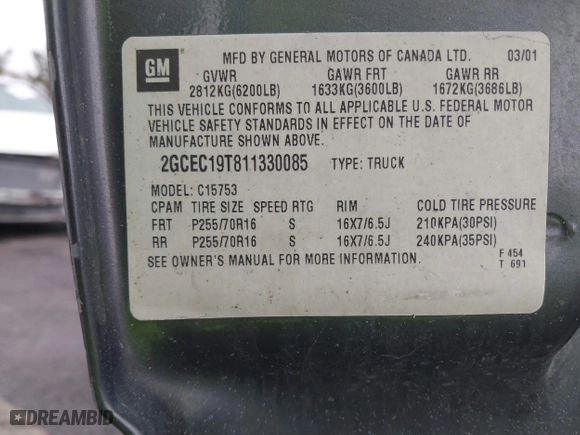 GM
MFD BY GENERAL MOTORS OF CANADA LTD. 03/01
GVWR GAWR FRT GAWR RR
2812KG(6200LB) 1633KG(3600LB) 1672KG(3686LB)
THIS VEHICLE CONFORMS TO ALL APPLICABLE U.S. FEDERAL MOTOR
VEHICLE SAFETY STANDARDS IN EFFECT ON THE DATE OF
MANUFACTURE SHOWN ABOVE.
2GCEC19T811330085 TYPE: TRUCK
MODEL: C15753
CPAM TIRE SIZE SPEED RTG RIM COLD TIRE PRESSURE
FRT P255/70R16 S 16X7/6.5J 210KPA(30PSI)
RR P255/70R16 S 16X7/6.5J 240KPA(35PSI)
SEE OWNER'S MANUAL FOR MORE INFORMATION. F 454
T 691
DREAMBID